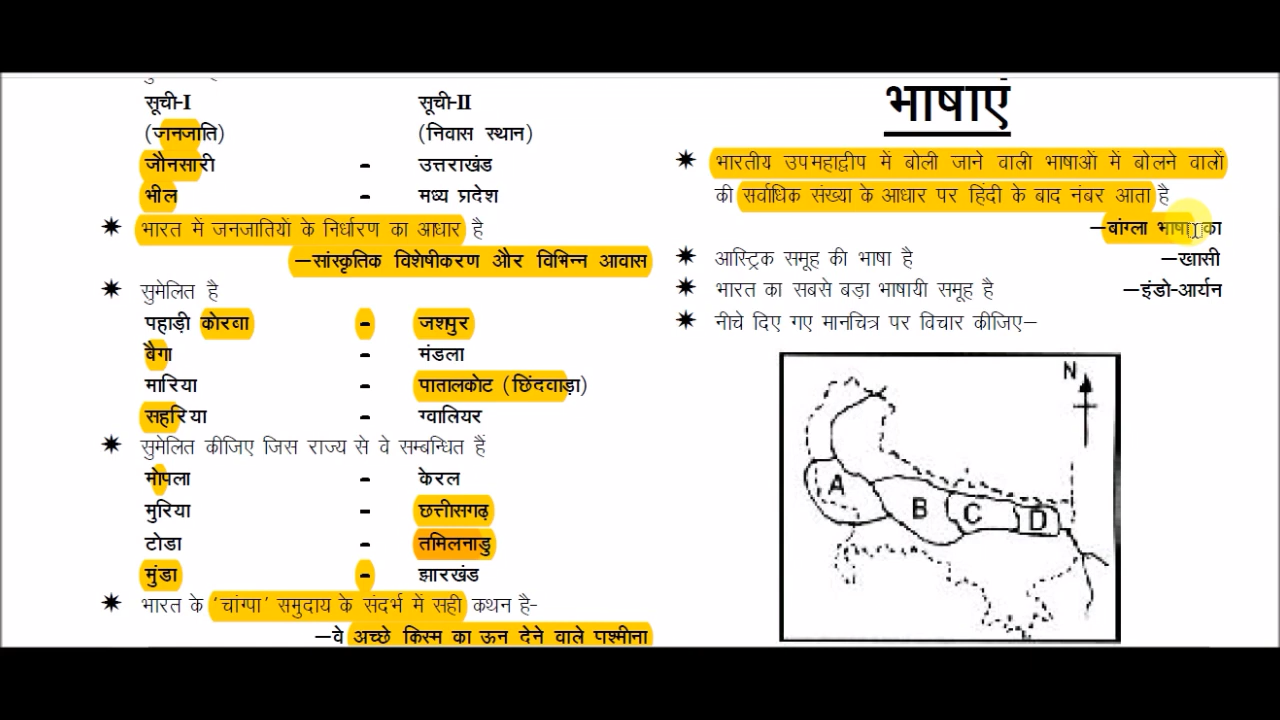 सूची-I सूची-II
(जानजाति) (निवास स्थान)
जौनसारी - उत्तराखंड
भील - मध्य प्रदेश
✷ भारत में जनजातियों के निर्धारण का आधार है
—सांस्कृतिक विशेषीकरण और विभिन्न आवास
✷ सुमेलित है
पहाड़ी कोरवा - जशपुर
बैगा - मंडला
मारिया - पातालकोट (छिंदवाड़ा)
सहरिया - ग्वालियर
✷ सुमेलित कीजिए जिस राज्य से वे सम्बन्धित हैं
मोपला - केरल
मुरिया - छत्तीसगढ़
टोडा - तमिलनाडु
मुंडा - झारखंड
✷ भारत के ‘चांग्पा’ समुदाय के संदर्भ में सही कथन है-
—वे अच्छे किस्म का ऊन देने वाले पश्मीना
भाषाएं
✷ भारतीय उपमहाद्वीप में बोली जाने वाली भाषाओं में बोलने वालों
की सर्वाधिक संख्या के आधार पर हिंदी के बाद नंबर आता है
—बांग्ला भाषा का
✷ आस्ट्रिक समूह की भाषा है —खासी
✷ भारत का सबसे बड़ा भाषायी समूह है —इंडो-आर्यन
✷ नीचे दिए गए मानचित्र पर विचार कीजिए—
N
A B C D